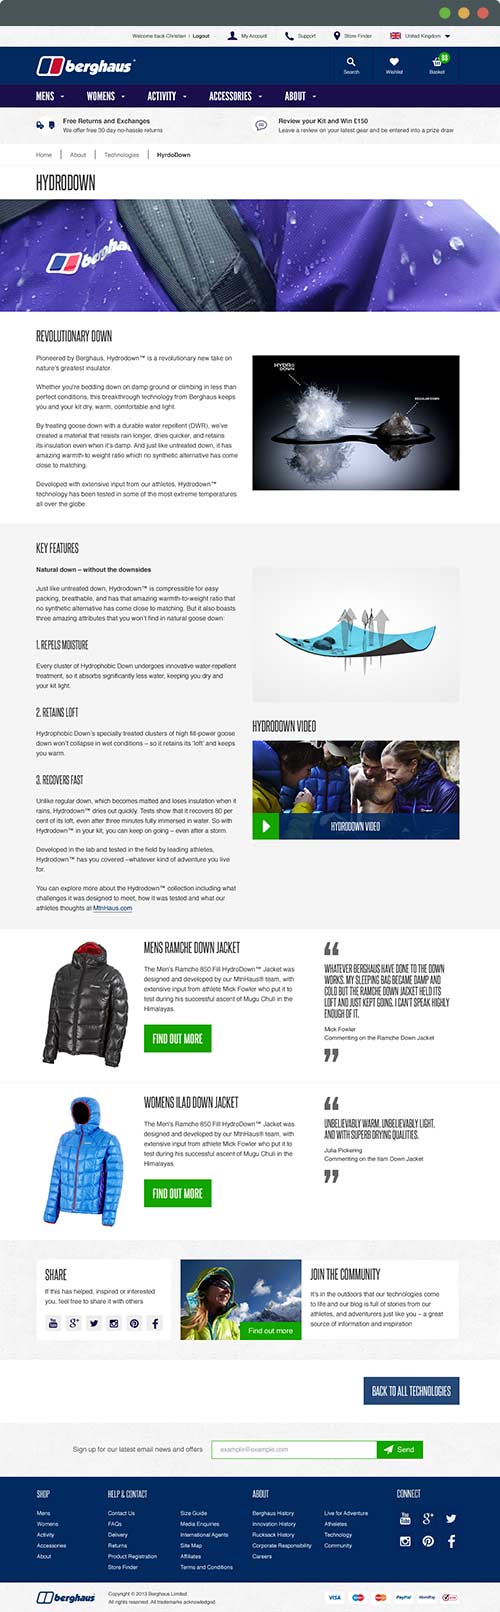 Welcome back Christian | Logout
My Account
Support
Store Finder
United Kingdom
berghaus
Search
Wishlist
88
Basket
MENS
WOMENS
ACTIVITY
ACCESSORIES
ABOUT
Free Returns and Exchanges
We offer free 30 day no-hassle returns
Review your Kit and Win £150
Leave a review on your latest gear and be entered into a prize draw
Home | About | Technologies | HyrdoDown
HYDRODOWN
berghaus
REVOLUTIONARY DOWN
Pioneered by Berghaus, Hydrodown™ is a revolutionary new take on
nature's greatest insulator.
Whether you're bedding down on damp ground or climbing in less than
perfect conditions, this breakthrough technology from Berghaus keeps
you and your kit dry, warm, comfortable and light.
By treating goose down with a durable water repellent (DWR), we've
created a material that resists rain longer, dries quicker, and retains
its insulation even when it's damp. And just like untreated down, it has
amazing warmth-to weight ratio which no synthetic alternative has come
close to matching.
Developed with extensive input from our athletes, Hydrodown™
technology has been tested in some of the most extreme temperatures
all over the globe.
HYDRO
DOWN
REGULAR DOWN
KEY FEATURES
Natural down – without the downsides
Just like untreated down, Hydrodown™ is compressible for easy
packing, breathable, and has that amazing warmth-to-weight ratio that
no synthetic alternative has come close to matching. But it also boasts
three amazing attributes that you won't find in natural goose down:
1. REPELS MOISTURE
Every cluster of Hydrophobic Down undergoes innovative water-repellent
treatment, so it absorbs significantly less water, keeping you dry and
your kit light.
2. RETAINS LOFT
Hydrophobic Down's specially treated clusters of high fill-power goose
down won't collapse in wet conditions – so it retains its 'loft' and keeps
you warm.
3. RECOVERS FAST
Unlike regular down, which becomes matted and loses insulation when it
rains, Hydrodown™ dries out quickly. Tests show that it recovers 80 per
cent of its loft, even after three minutes fully immersed in water. So with
Hydrodown™ in your kit, you can keep on going – even after a storm.
Developed in the lab and tested in the field by leading athletes,
Hydrodown™ has you covered –whatever kind of adventure you live
for.
You can explore more about the Hydrodown™ collection including what
challenges it was designed to meet, how it was tested and what our
athletes thoughts at MtnHaus.com
HYDRODOWN VIDEO
HYDRODOWN VIDEO
MENS RAMCHE DOWN JACKET
The Men's Ramche 850 Fill HydroDown™ Jacket was
designed and developed by our MtnHaus® team, with
extensive input from athlete Mick Fowler who put it to
test during his successful ascent of Mugu Chuli in the
Himalayas.
FIND OUT MORE
“
WHATEVER BERGHAUS HAVE DONE TO THE DOWN
WORKS. MY SLEEPING BAG BECAME DAMP AND
COLD BUT THE RAMCHE DOWN JACKET HELD ITS
LOFT AND JUST KEPT GOING. I CAN'T SPEAK HIGHLY
ENOUGH OF IT.
Mick Fowler
Commenting on the Ramche Down Jacket
”
WOMENS ILAD DOWN JACKET
The Men's Ramche 850 Fill HydroDown™ Jacket was
designed and developed by our MtnHaus® team, with
extensive input from athlete Mick Fowler who put it to
test during his successful ascent of Mugu Chuli in the
Himalayas.
FIND OUT MORE
“
UNBELIEVABLY WARM, UNBELIEVABLY LIGHT,
AND WITH SUPERB DRYING QUALITIES.
Julia Pickering
Commenting on the Ilam Down Jacket
”
SHARE
If this has helped, inspired or interested
you, feel free to share it with others
Find out more
JOIN THE COMMUNITY
It's in the outdoors that our technologies come
to life and our blog is full of stories from our
athletes, and adventurers just like you – a great
source of information and inspiration
BACK TO ALL TECHNOLOGIES
Sign up for our latest email news and offers
example@example.com
Send
SHOP
Mens
Womens
Activity
Accessories
About
HELP & CONTACT
Contact Us
FAQs
Delivery
Returns
Product Registration
Store Finder
Size Guide
Media Enquiries
International Agents
Site Map
Affiliates
Terms and Conditions
ABOUT
Berghaus History
Innovation History
Rucksack History
Corporate Responsibility
Careers
Live for Adventure
Atheletes
Technology
Community
CONNECT
berghaus
Copyright © 2013 Berghaus Limited.
All rights reserved. All trademarks acknowledged.
VISA
PayPal
WorldPay